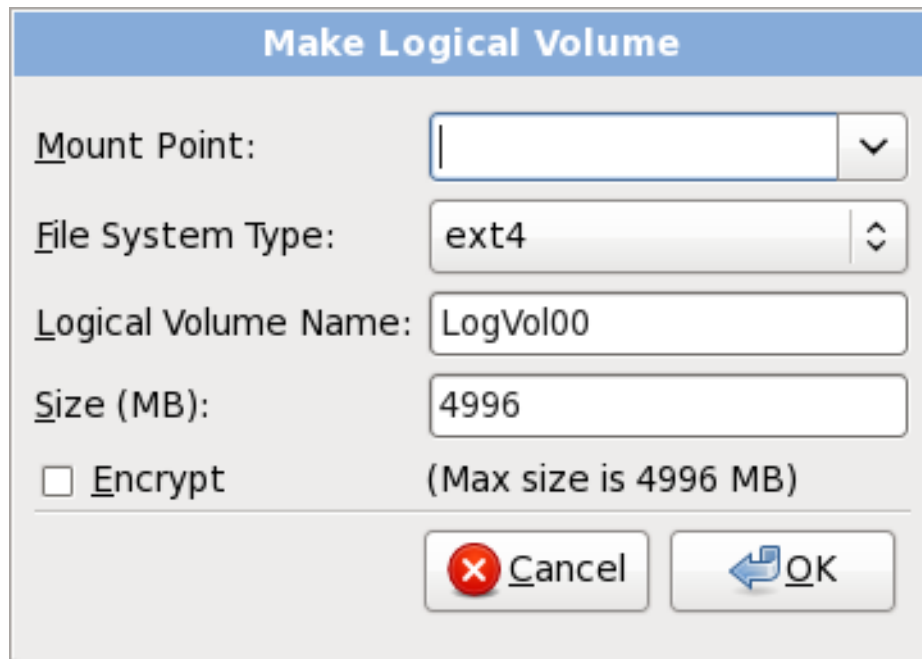 Make Logical Volume
Mount Point:
File System Type: ext4
Logical Volume Name: LogVol00
Size (MB): 4996
Encrypt (Max size is 4996 MB)
Cancel OK